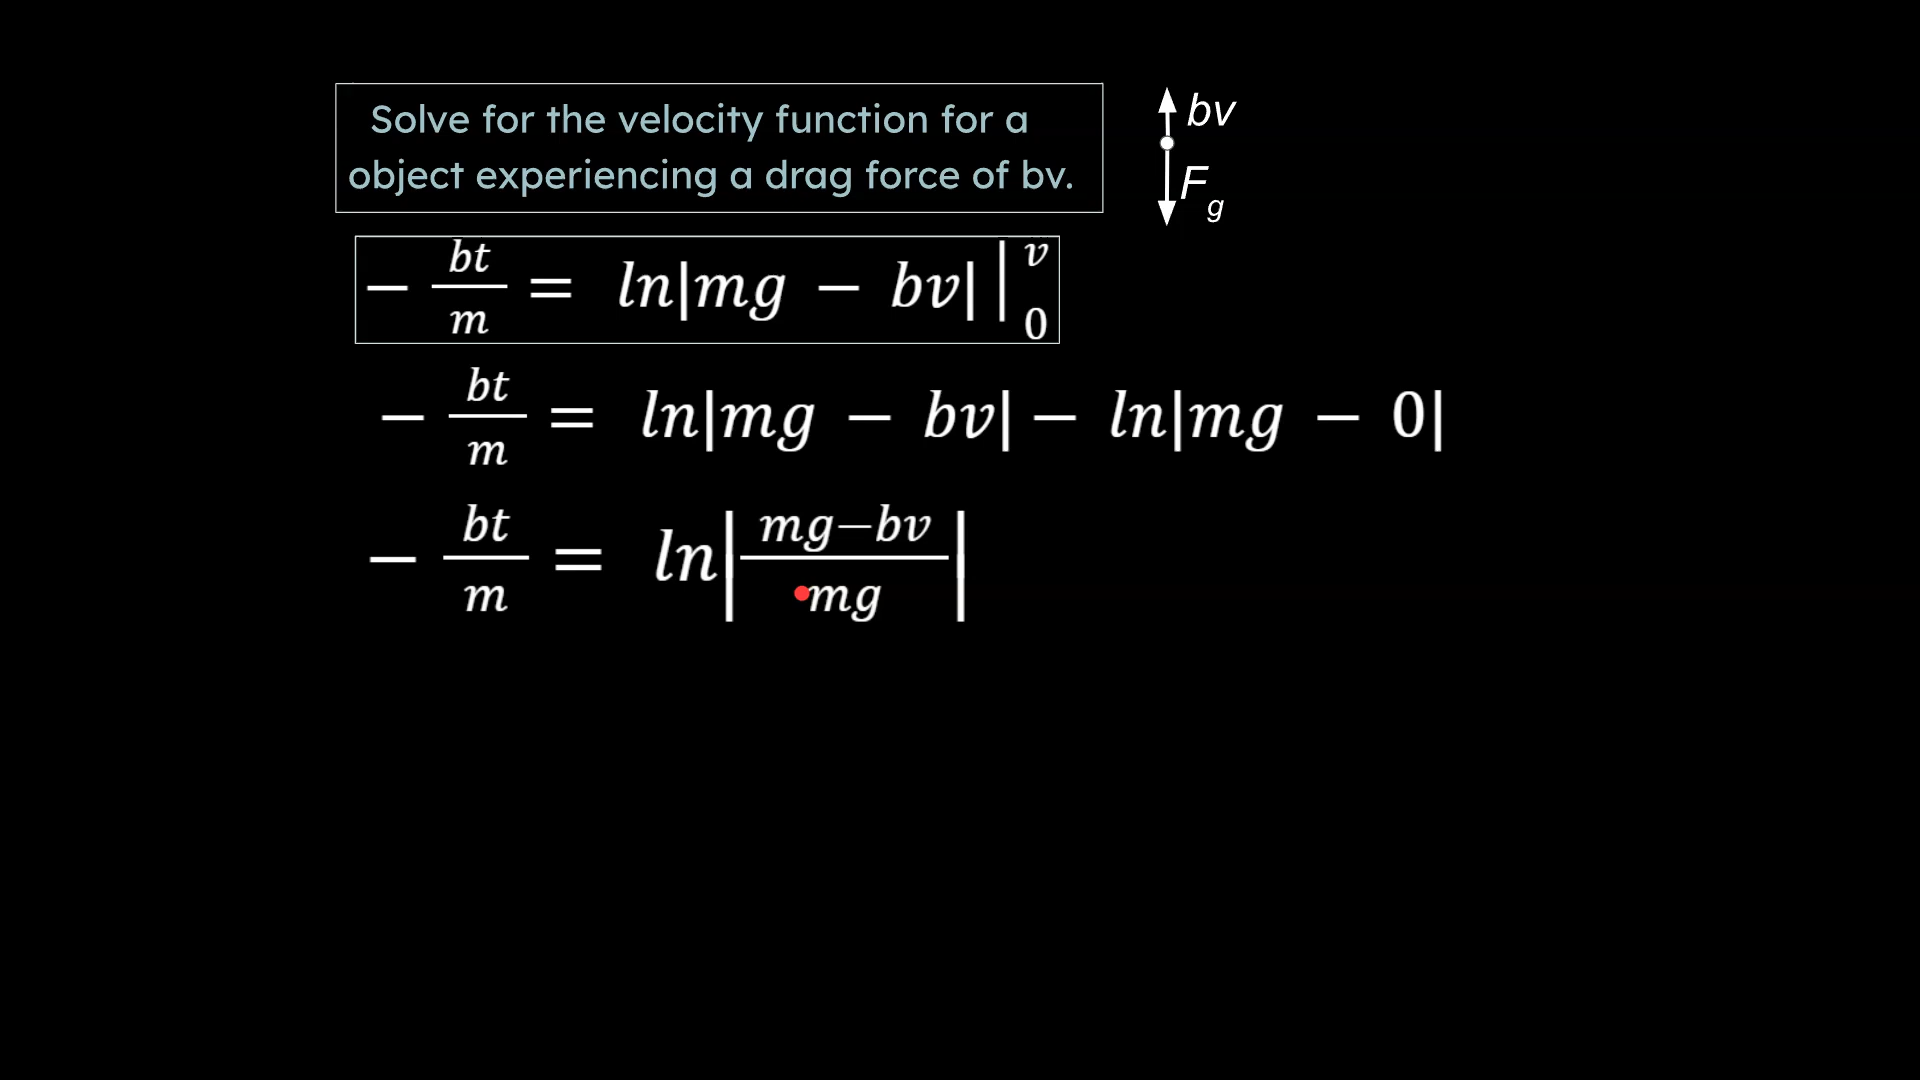 Solve for the velocity function for a
object experiencing a drag force of bv.
bv
F_g
− bt/m = ln|mg − bv| |_0^v
− bt/m = ln|mg − bv| − ln|mg − 0|
− bt/m = ln|(mg−bv)/mg|